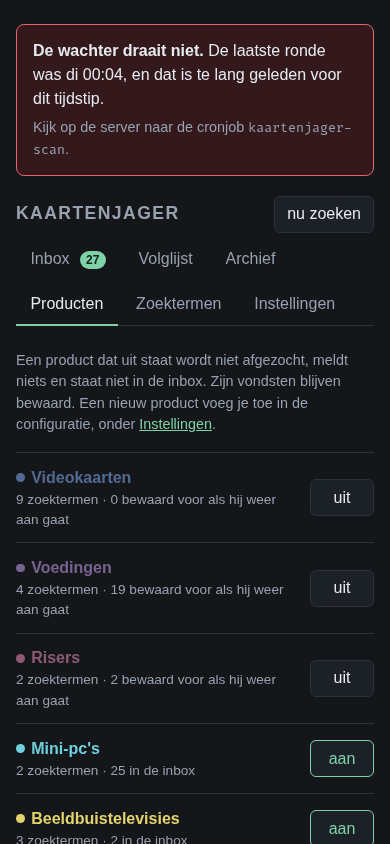 De wachter draait niet. De laatste ronde
was di 00:04, en dat is te lang geleden voor
dit tijdstip.
Kijk op de server naar de cronjob kaartenjager-
scan.
KAARTENJAGER
nu zoeken
Inbox 27 Volglijst Archief
Producten Zoektermen Instellingen
Een product dat uit staat wordt niet afgezocht, meldt
niets en staat niet in de inbox. Zijn vondsten blijven
bewaard. Een nieuw product voeg je toe in de
configuratie, onder Instellingen.
Videokaarten
9 zoektermen · 0 bewaard voor als hij weer
aan gaat
uit
Voedingen
4 zoektermen · 19 bewaard voor als hij weer
aan gaat
uit
Risers
2 zoektermen · 2 bewaard voor als hij weer
aan gaat
uit
Mini-pc's
2 zoektermen · 25 in de inbox
aan
Beeldbuistelevisies
3 zoektermen · 2 in de inbox
aan